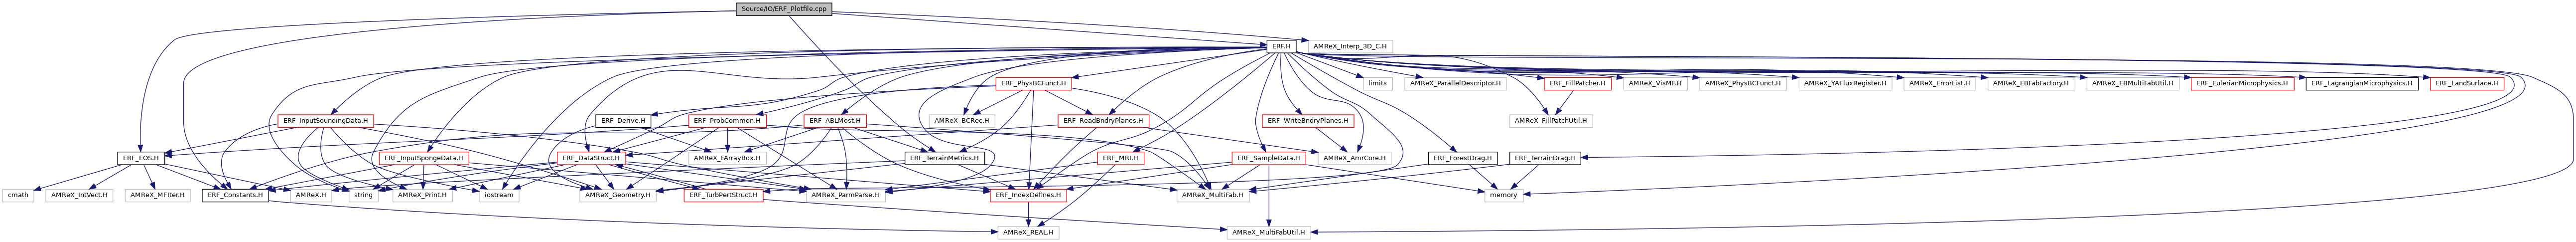 Source/IO/ERF_Plotfile.cpp
ERF.H
AMReX_Interp_3D_C.H
ERF_PhysBCFunct.H
limits
AMReX_ParallelDescriptor.H
ERF_FillPatcher.H
AMReX_VisMF.H
AMReX_PhysBCFunct.H
AMReX_YAFluxRegister.H
AMReX_ErrorList.H
AMReX_EBFabFactory.H
AMReX_EBMultiFabUtil.H
ERF_EulerianMicrophysics.H
ERF_LagrangianMicrophysics.H
ERF_LandSurface.H
ERF_InputSoundingData.H
ERF_Derive.H
ERF_ProbCommon.H
ERF_ABLMost.H
AMReX_BCRec.H
ERF_ReadBndryPlanes.H
ERF_WriteBndryPlanes.H
AMReX_FillPatchUtil.H
ERF_EOS.H
ERF_InputSpongeData.H
ERF_DataStruct.H
AMReX_FArrayBox.H
ERF_TerrainMetrics.H
ERF_MRI.H
ERF_SampleData.H
AMReX_AmrCore.H
ERF_ForestDrag.H
ERF_TerrainDrag.H
cmath
AMReX_IntVect.H
AMReX_MFIter.H
ERF_Constants.H
AMReX.H
string
AMReX_Print.H
iostream
AMReX_Geometry.H
ERF_TurbPertStruct.H
AMReX_ParmParse.H
ERF_IndexDefines.H
AMReX_MultiFab.H
memory
AMReX_REAL.H
AMReX_MultiFabUtil.H